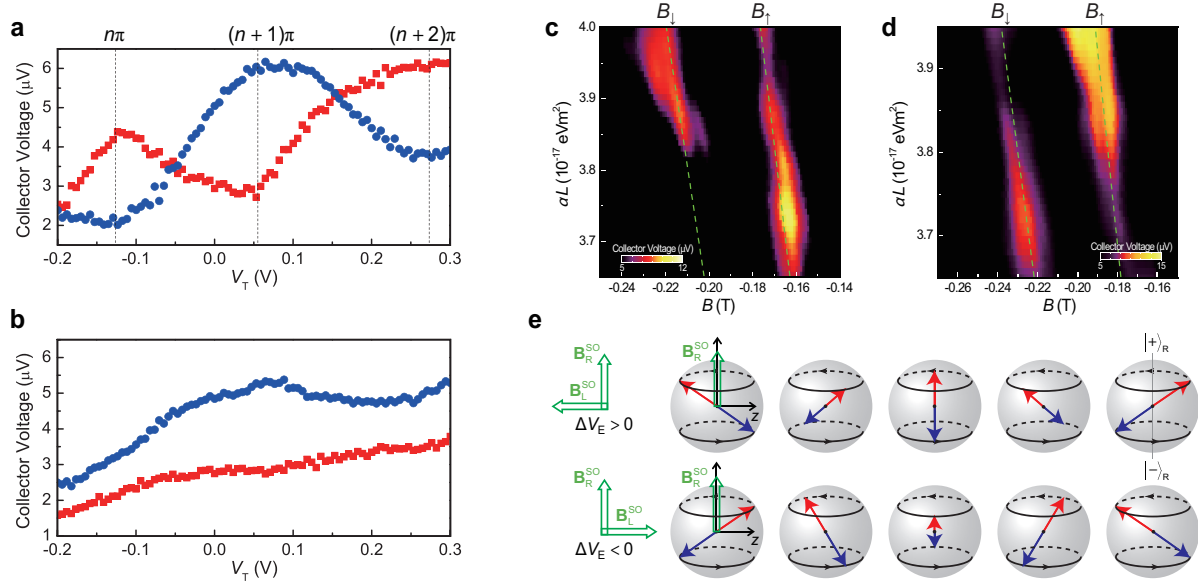 a
nπ
(n + 1)π
(n + 2)π
6
5
4
3
2
Collector Voltage (μV)
-0.2
-0.1
0.0
0.1
0.2
0.3
V_T (V)
b
7
6
5
4
3
2
1
Collector Voltage (μV)
-0.2
-0.1
0.0
0.1
0.2
0.3
V_T (V)
c
B↓
B↑
4.0
3.9
3.8
3.7
αL (10⁻¹⁷ eVm²)
Collector Voltage (μV)
5
12
-0.24
-0.22
-0.20
-0.18
-0.16
-0.14
B (T)
d
B↓
B↑
3.9
3.8
3.7
αL (10⁻¹⁷ eVm²)
Collector Voltage (μV)
5
15
-0.26
-0.24
-0.22
-0.20
-0.18
-0.16
B (T)
e
B_R^SO
B_L^SO
ΔV_E > 0
B_R^SO
z
|+⟩_R
B_R^SO
B_L^SO
ΔV_E < 0
B_R^SO
z
|−⟩_R